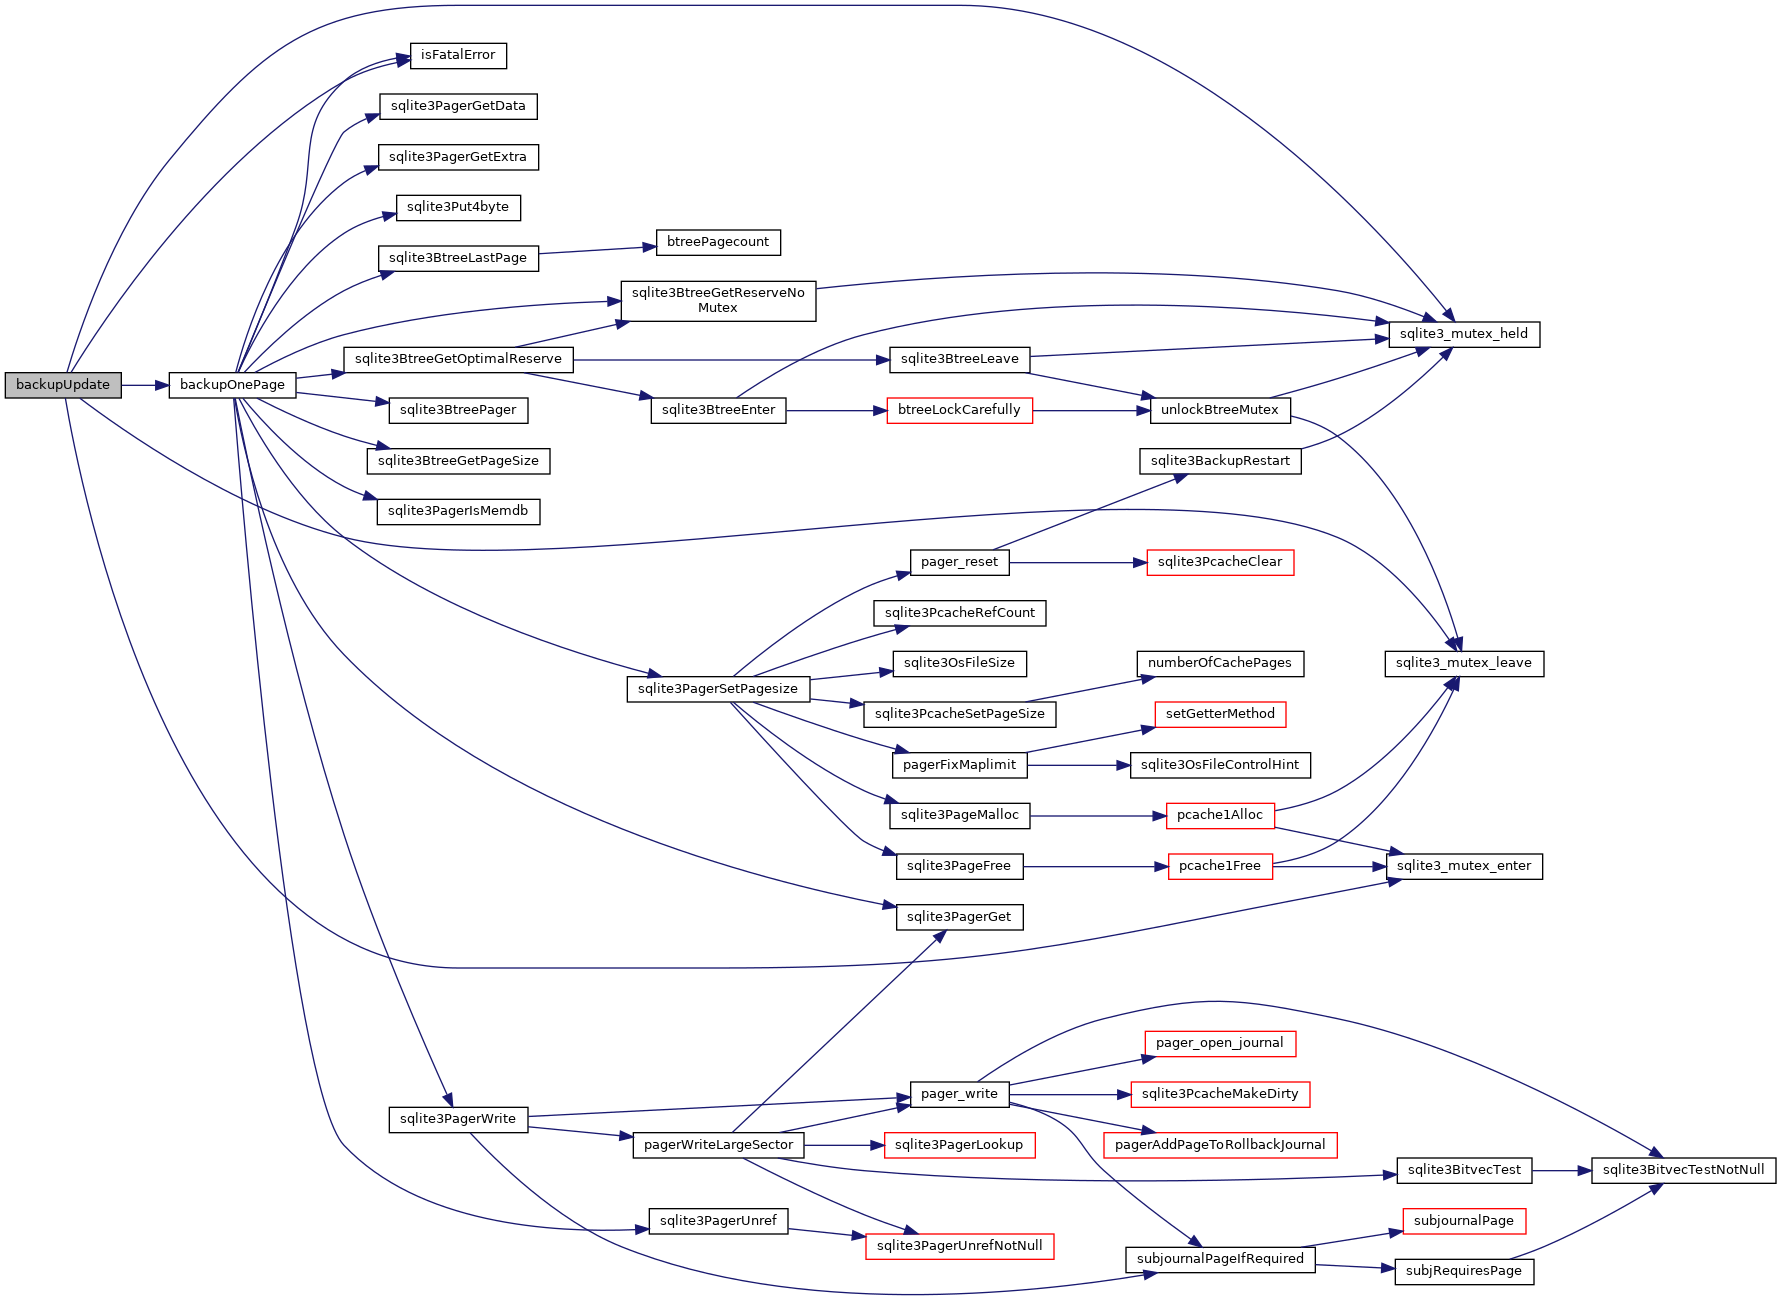 isFatalError
sqlite3PagerGetData
sqlite3PagerGetExtra
sqlite3Put4byte
btreePagecount
sqlite3BtreeLastPage
sqlite3BtreeGetReserveNo
Mutex
sqlite3_mutex_held
sqlite3BtreeGetOptimalReserve
sqlite3BtreeLeave
backupUpdate
backupOnePage
sqlite3BtreePager
sqlite3BtreeEnter
btreeLockCarefully
unlockBtreeMutex
sqlite3BtreeGetPageSize
sqlite3BackupRestart
sqlite3PagerIsMemdb
pager_reset
sqlite3PcacheClear
sqlite3PcacheRefCount
sqlite3OsFileSize
numberOfCachePages
sqlite3_mutex_leave
sqlite3PagerSetPagesize
sqlite3PcacheSetPageSize
setGetterMethod
pagerFixMaplimit
sqlite3OsFileControlHint
sqlite3PageMalloc
pcache1Alloc
sqlite3PageFree
pcache1Free
sqlite3_mutex_enter
sqlite3PagerGet
pager_open_journal
pager_write
sqlite3PcacheMakeDirty
sqlite3PagerWrite
pagerWriteLargeSector
sqlite3PagerLookup
pagerAddPageToRollbackJournal
sqlite3BitvecTest
sqlite3BitvecTestNotNull
sqlite3PagerUnref
subjournalPage
sqlite3PagerUnrefNotNull
subjournalPageIfRequired
subjRequiresPage